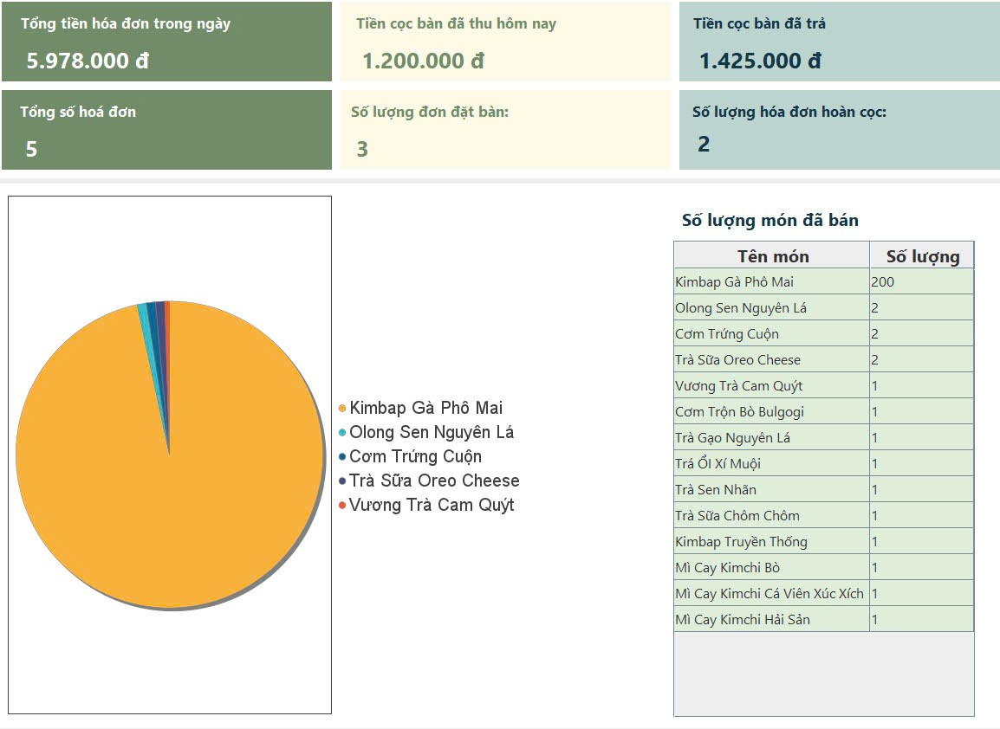 Tổng tiền hóa đơn trong ngày
5.978.000 đ
Tiền cọc bàn đã thu hôm nay
1.200.000 đ
Tiền cọc bàn đã trả
1.425.000 đ
Tổng số hoá đơn
5
Số lượng đơn đặt bàn:
3
Số lượng hóa đơn hoàn cọc:
2
Kimbap Gà Phô Mai
Olong Sen Nguyên Lá
Cơm Trứng Cuộn
Trà Sữa Oreo Cheese
Vương Trà Cam Quýt
Số lượng món đã bán
Tên món Số lượng
Kimbap Gà Phô Mai 200
Olong Sen Nguyên Lá 2
Cơm Trứng Cuộn 2
Trà Sữa Oreo Cheese 2
Vương Trà Cam Quýt 1
Cơm Trộn Bò Bulgogi 1
Trà Gạo Nguyên Lá 1
Trá Ổi Xí Muội 1
Trà Sen Nhãn 1
Trà Sữa Chôm Chôm 1
Kimbap Truyền Thống 1
Mì Cay Kimchi Bò 1
Mì Cay Kimchi Cá Viên Xúc Xích 1
Mì Cay Kimchi Hải Sản 1